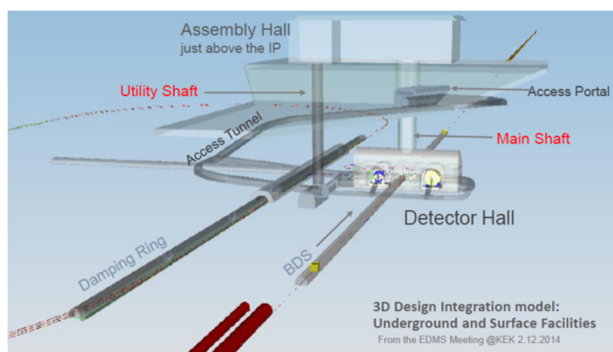 Assembly Hall
just above the IP
Utility Shaft
Access Portal
Access Tunnel
Main Shaft
Detector Hall
Damping Ring
BDS
3D Design Integration model:
Underground and Surface Facilities
From the EDMS Meeting @KEK 2.12.2014